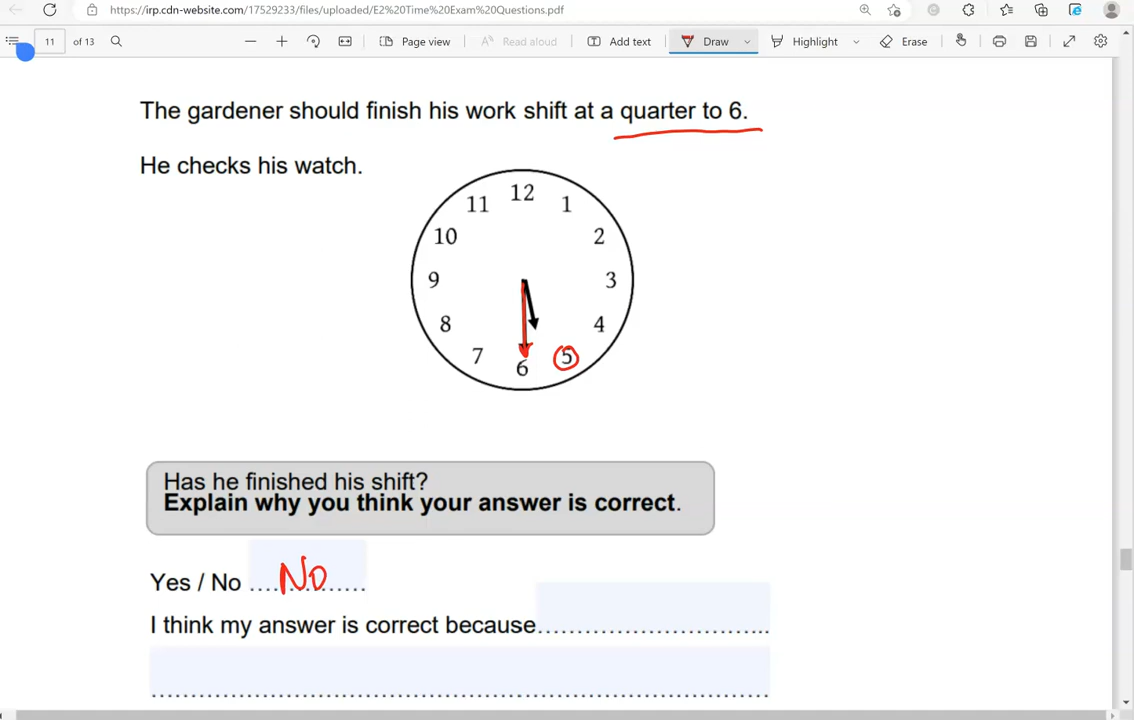 https://irp.cdn-website.com/17529233/files/uploaded/E2%20Time%20Exam%20Questions.pdf
11 of 13 Page view Read aloud Add text Draw Highlight Erase
The gardener should finish his work shift at a quarter to 6.
He checks his watch.
12
11 1
10 2
9 3
8 4
7 5
6
Has he finished his shift?
Explain why you think your answer is correct.
Yes / No .............. No
I think my answer is correct because................................
................................................................................